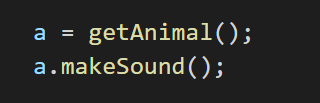 a = getAnimal();
a.makeSound();